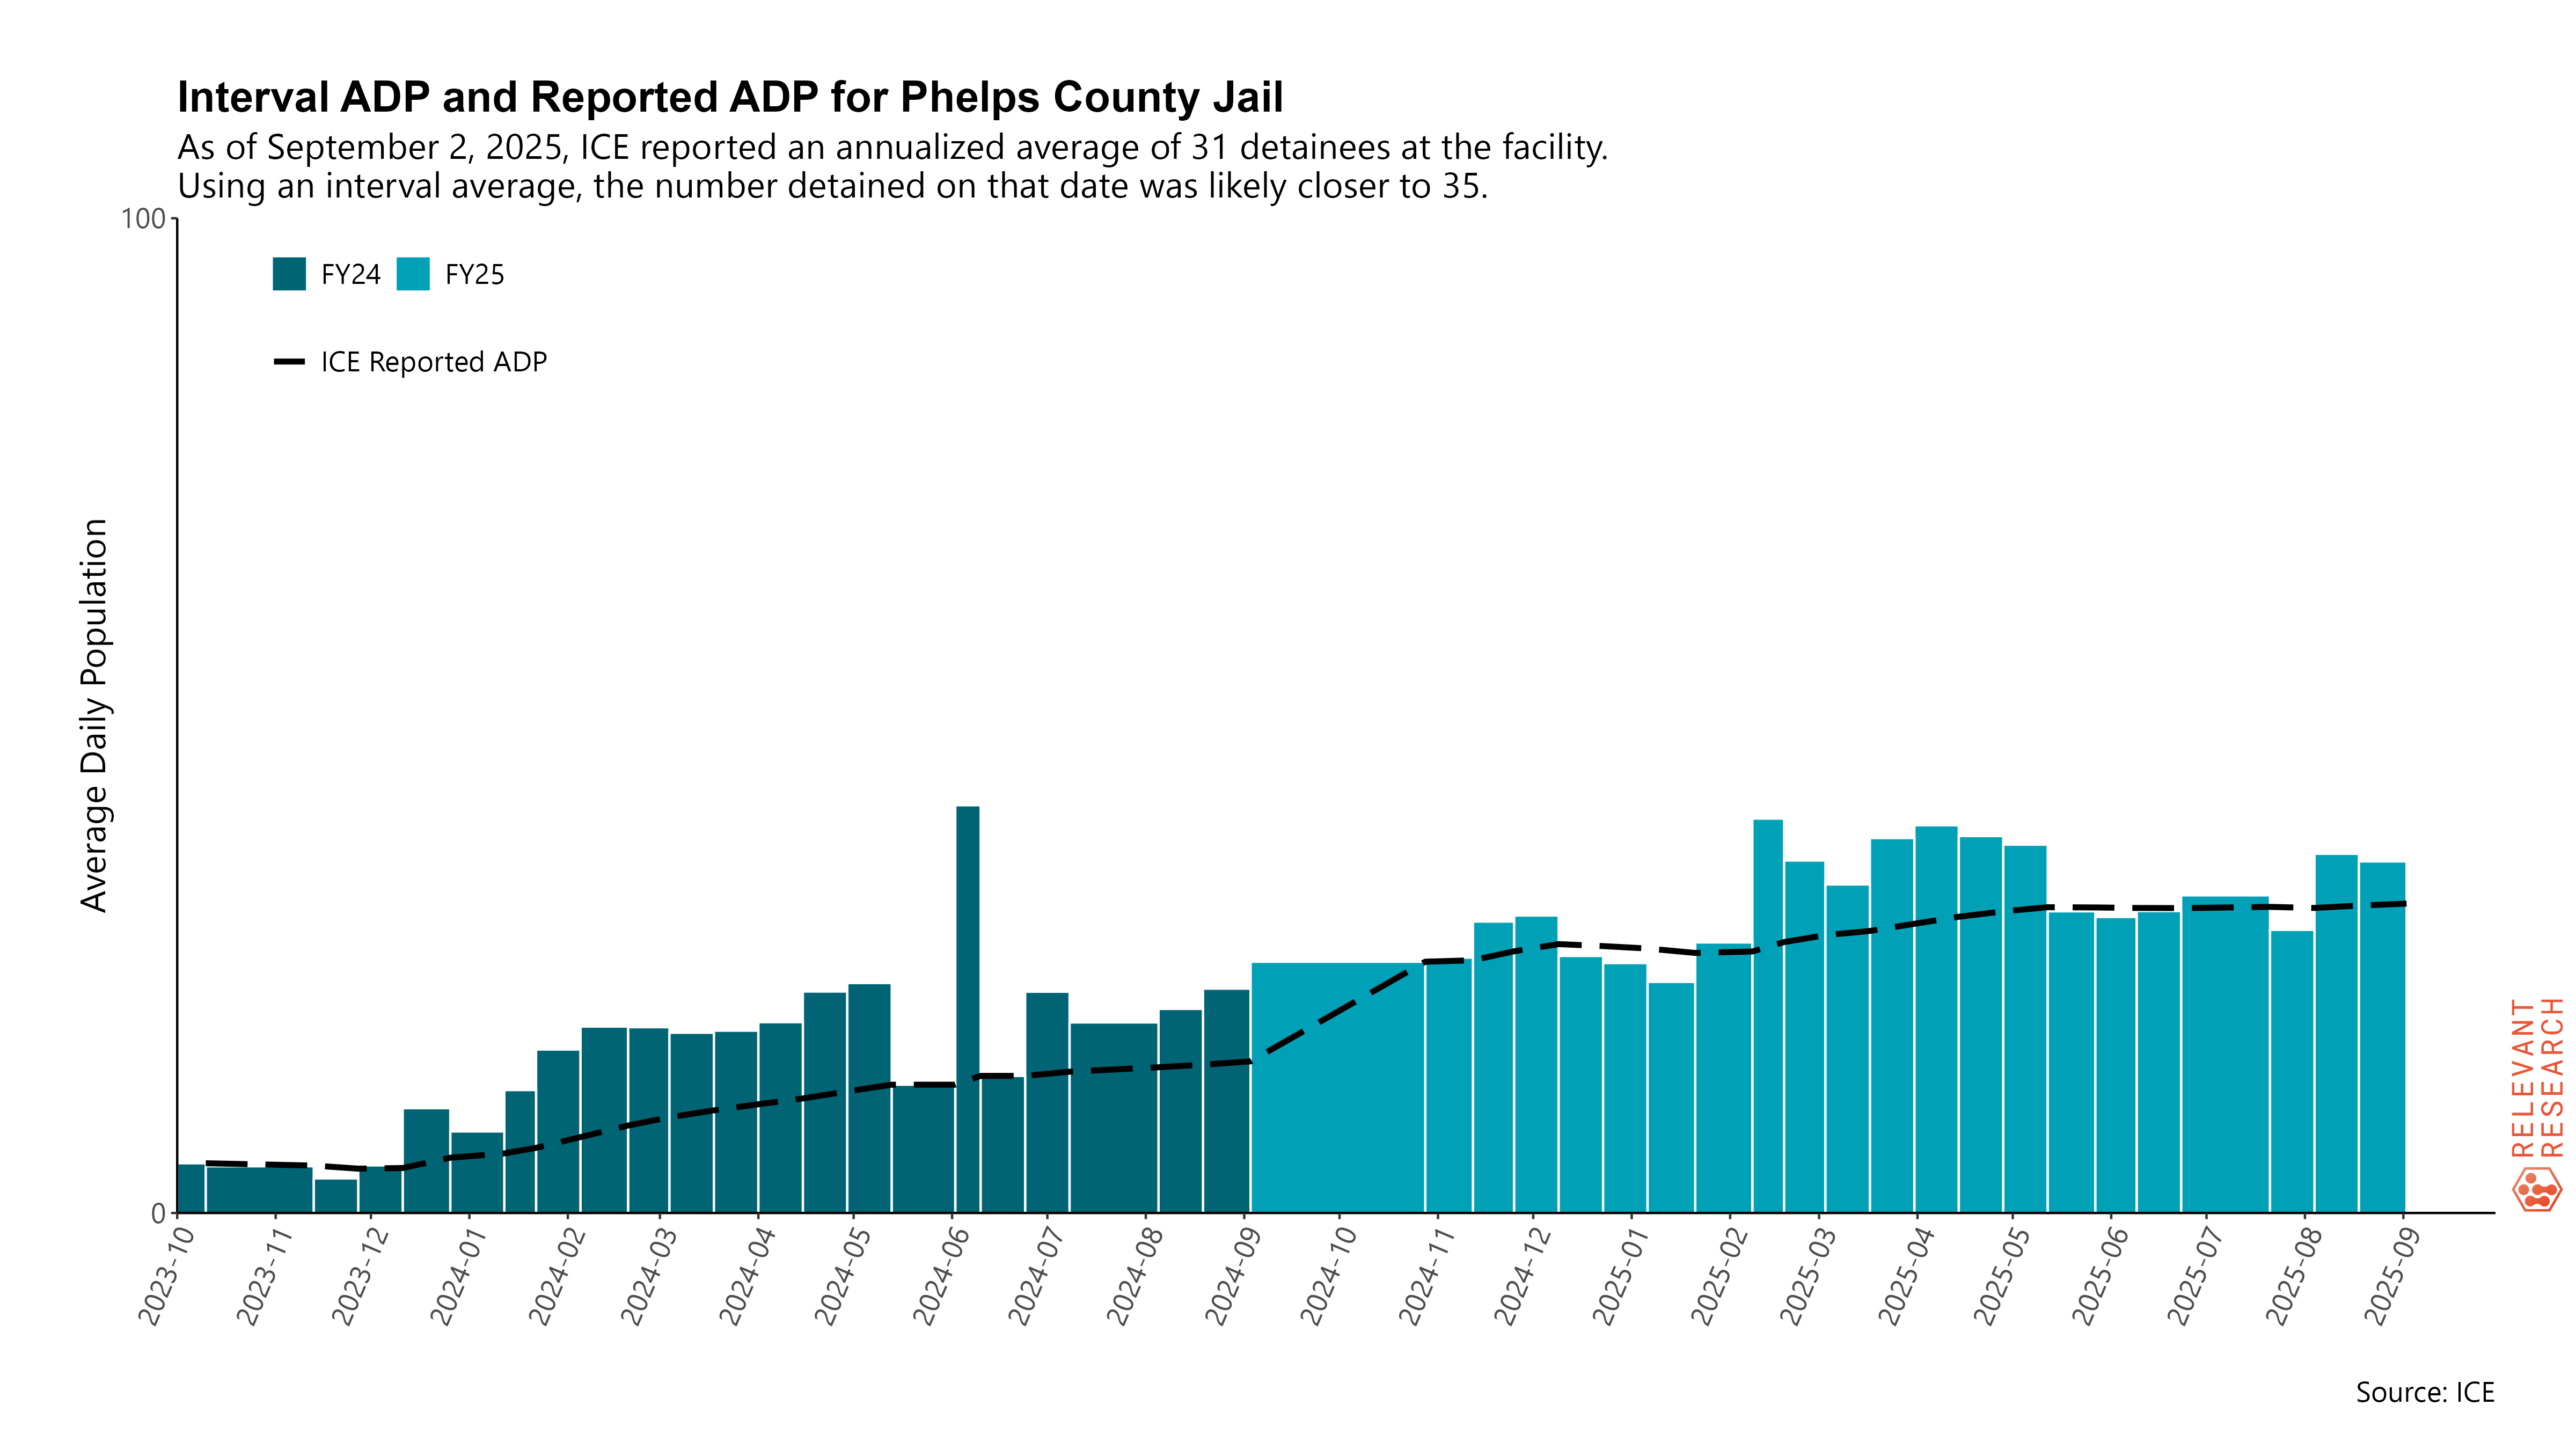 Interval ADP and Reported ADP for Phelps County Jail
As of September 2, 2025, ICE reported an annualized average of 31 detainees at the facility.
Using an interval average, the number detained on that date was likely closer to 35.
100
FY24
FY25
ICE Reported ADP
Average Daily Population
0
2023-10
2023-11
2023-12
2024-01
2024-02
2024-03
2024-04
2024-05
2024-06
2024-07
2024-08
2024-09
2024-10
2024-11
2024-12
2025-01
2025-02
2025-03
2025-04
2025-05
2025-06
2025-07
2025-08
2025-09
RELEVANT
RESEARCH
Source: ICE